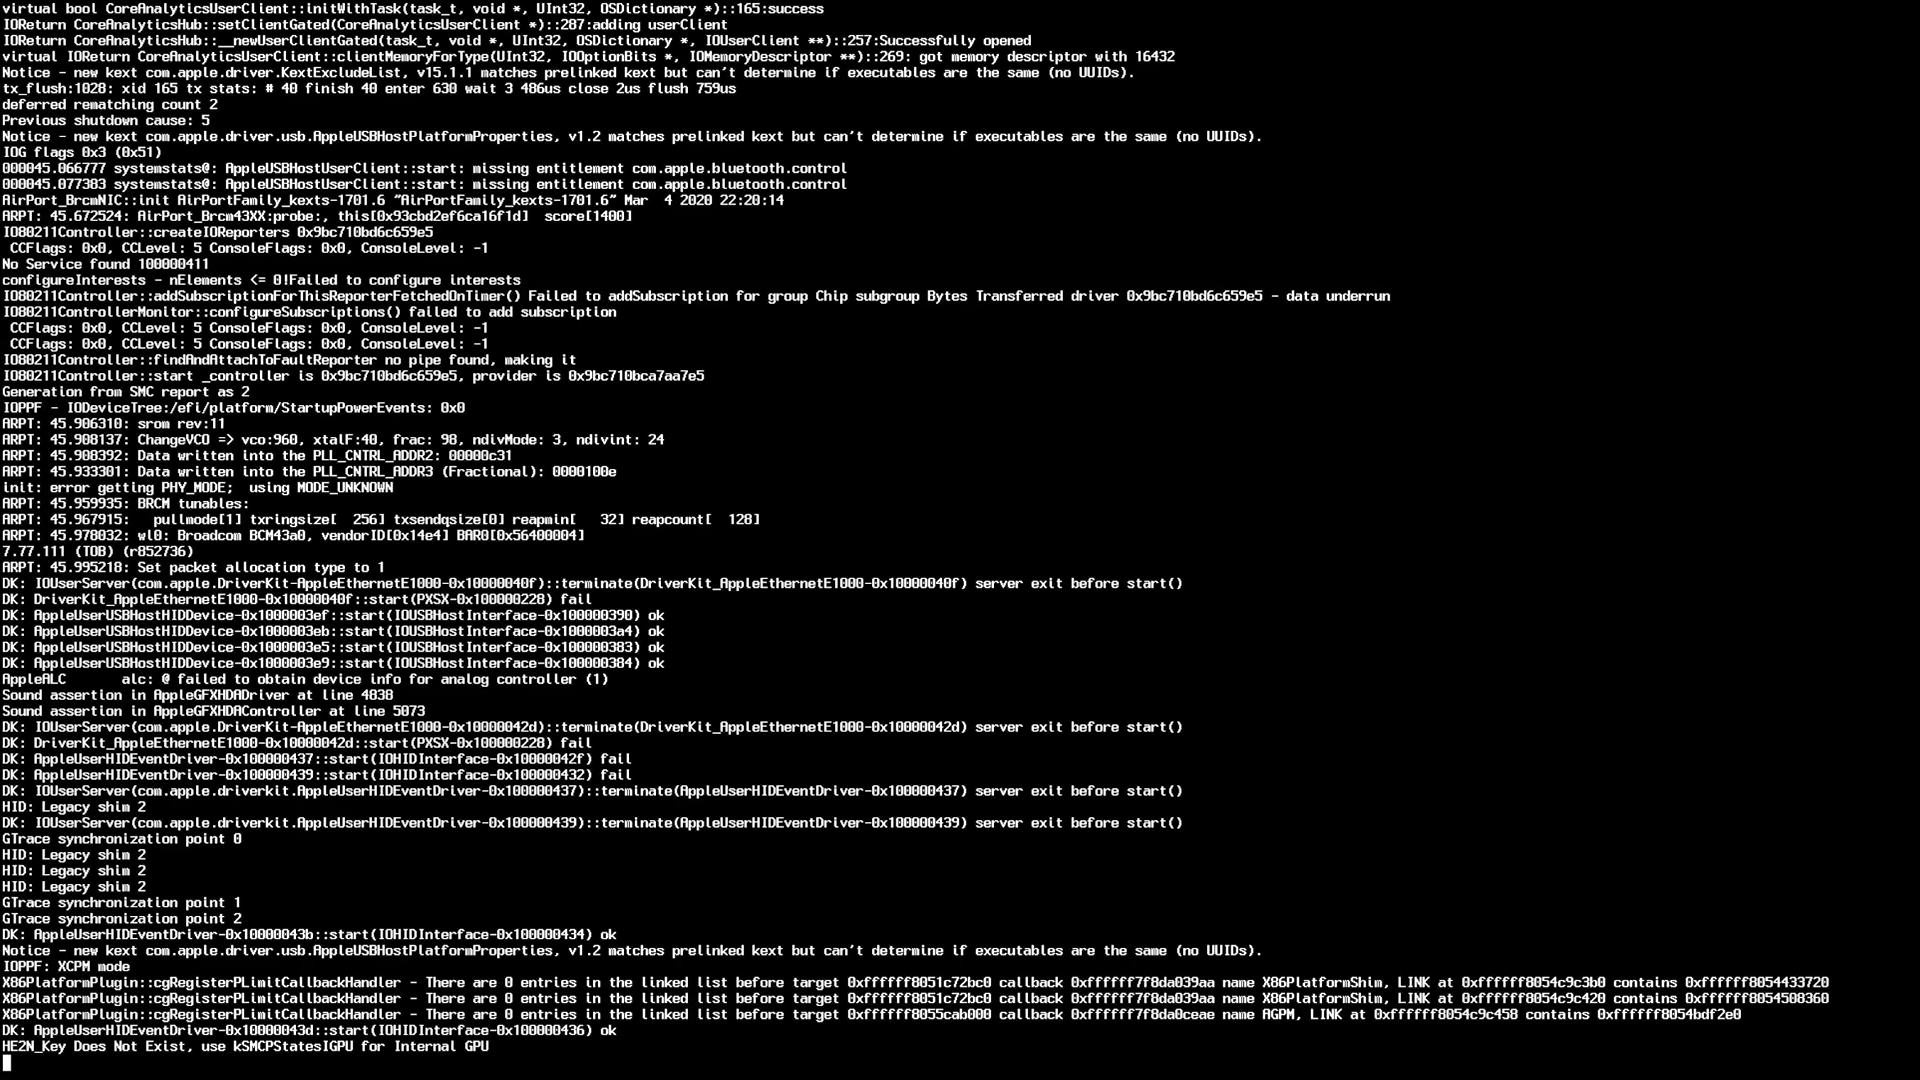 virtual bool CoreAnalyticsUserClient::initWithTask(task_t, void *, UInt32, OSDictionary *)::165:success
IOReturn CoreAnalyticsHub::setClientGated(CoreAnalyticsUserClient *)::287:adding userClient
IOReturn CoreAnalyticsHub::__newUserClientGated(task_t, void *, UInt32, OSDictionary *, IOUserClient **)::257:Successfully opened
virtual IOReturn CoreAnalyticsUserClient::clientMemoryForType(UInt32, IOOptionBits *, IOMemoryDescriptor **)::269: got memory descriptor with 16432
Notice - new kext com.apple.driver.KextExcludeList, v15.1.1 matches prelinked kext but can't determine if executables are the same (no UUIDs).
tx_flush:1028: xid 165 tx stats: # 40 finish 40 enter 630 wait 3 486us close 2us flush 759us
deferred rematching count 2
Previous shutdown cause: 5
Notice - new kext com.apple.driver.usb.AppleUSBHostPlatformProperties, v1.2 matches prelinked kext but can't determine if executables are the same (no UUIDs).
IOG flags 0x3 (0x51)
000045.066777 systemstats@: AppleUSBHostUserClient::start: missing entitlement com.apple.bluetooth.control
000045.077383 systemstats@: AppleUSBHostUserClient::start: missing entitlement com.apple.bluetooth.control
AirPort_BrcmNIC::init AirPortFamily_kexts-1701.6 "AirPortFamily_kexts-1701.6" Mar  4 2020 22:20:14
ARPT: 45.672524: AirPort_Brcm43XX:probe:, this[0x93cbd2ef6ca16f1d]  score[1400]
IO80211Controller::createIOReporters 0x9bc710bd6c659e5
 CCFlags: 0x0, CCLevel: 5 ConsoleFlags: 0x0, ConsoleLevel: -1
No Service found 100000411
configureInterests - nElements <= 0!Failed to configure interests
IO80211Controller::addSubscriptionForThisReporterFetchedOnTimer() Failed to addSubscription for group Chip subgroup Bytes Transferred driver 0x9bc710bd6c659e5 - data underrun
IO80211ControllerMonitor::configureSubscriptions() failed to add subscription
 CCFlags: 0x0, CCLevel: 5 ConsoleFlags: 0x0, ConsoleLevel: -1
 CCFlags: 0x0, CCLevel: 5 ConsoleFlags: 0x0, ConsoleLevel: -1
IO80211Controller::findAndAttachToFaultReporter no pipe found, making it
IO80211Controller::start _controller is 0x9bc710bd6c659e5, provider is 0x9bc710bca7aa7e5
Generation from SMC report as 2
IOPPF - IODeviceTree:/efi/platform/StartupPowerEvents: 0x0
ARPT: 45.906310: srom rev:11
ARPT: 45.908137: ChangeVCO => vco:960, xtalF:40, frac: 98, ndivMode: 3, ndivint: 24
ARPT: 45.908392: Data written into the PLL_CNTRL_ADDR2: 00000c31
ARPT: 45.933301: Data written into the PLL_CNTRL_ADDR3 (Fractional): 0000100e
init: error getting PHY_MODE;  using MODE_UNKNOWN
ARPT: 45.959935: BRCM tunables:
ARPT: 45.967915:   pullmode[1] txringsize[  256] txsendqsize[0] reapmin[   32] reapcount[  128]
ARPT: 45.978032: wl0: Broadcom BCM43a0, vendorID[0x14e4] BAR0[0x56400004]
7.77.111 (TOB) (r852736)
ARPT: 45.995218: Set packet allocation type to 1
DK: IOUserServer(com.apple.DriverKit-AppleEthernetE1000-0x10000040f)::terminate(DriverKit_AppleEthernetE1000-0x10000040f) server exit before start()
DK: DriverKit_AppleEthernetE1000-0x10000040f::start(PXSX-0x100000228) fail
DK: AppleUserUSBHostHIDDevice-0x1000003ef::start(IOUSBHostInterface-0x100000390) ok
DK: AppleUserUSBHostHIDDevice-0x1000003eb::start(IOUSBHostInterface-0x1000003a4) ok
DK: AppleUserUSBHostHIDDevice-0x1000003e5::start(IOUSBHostInterface-0x100000383) ok
DK: AppleUserUSBHostHIDDevice-0x1000003e9::start(IOUSBHostInterface-0x100000384) ok
AppleALC       alc: @ failed to obtain device info for analog controller (1)
Sound assertion in AppleGFXHDADriver at line 4838
Sound assertion in AppleGFXHDAController at line 5073
DK: IOUserServer(com.apple.DriverKit-AppleEthernetE1000-0x10000042d)::terminate(DriverKit_AppleEthernetE1000-0x10000042d) server exit before start()
DK: DriverKit_AppleEthernetE1000-0x10000042d::start(PXSX-0x100000228) fail
DK: AppleUserHIDEventDriver-0x100000437::start(IOHIDInterface-0x10000042f) fail
DK: AppleUserHIDEventDriver-0x100000439::start(IOHIDInterface-0x100000432) fail
DK: IOUserServer(com.apple.driverkit.AppleUserHIDEventDriver-0x100000437)::terminate(AppleUserHIDEventDriver-0x100000437) server exit before start()
HID: Legacy shim 2
DK: IOUserServer(com.apple.driverkit.AppleUserHIDEventDriver-0x100000439)::terminate(AppleUserHIDEventDriver-0x100000439) server exit before start()
GTrace synchronization point 0
HID: Legacy shim 2
HID: Legacy shim 2
HID: Legacy shim 2
GTrace synchronization point 1
GTrace synchronization point 2
DK: AppleUserHIDEventDriver-0x10000043b::start(IOHIDInterface-0x100000434) ok
Notice - new kext com.apple.driver.usb.AppleUSBHostPlatformProperties, v1.2 matches prelinked kext but can't determine if executables are the same (no UUIDs).
IOPPF: XCPM mode
X86PlatformPlugin::cgRegisterPLimitCallbackHandler - There are 0 entries in the linked list before target 0xffffff8051c72bc0 callback 0xffffff7f8da039aa name X86PlatformShim, LINK at 0xffffff8054c9c3b0 contains 0xffffff8054433720
X86PlatformPlugin::cgRegisterPLimitCallbackHandler - There are 0 entries in the linked list before target 0xffffff8051c72bc0 callback 0xffffff7f8da039aa name X86PlatformShim, LINK at 0xffffff8054c9c420 contains 0xffffff8054508360
X86PlatformPlugin::cgRegisterPLimitCallbackHandler - There are 0 entries in the linked list before target 0xffffff8055cab000 callback 0xffffff7f8da0ceae name AGPM, LINK at 0xffffff8054c9c458 contains 0xffffff8054bdf2e0
DK: AppleUserHIDEventDriver-0x10000043d::start(IOHIDInterface-0x100000436) ok
HE2N_Key Does Not Exist, use kSMCPStatesIGPU for Internal GPU